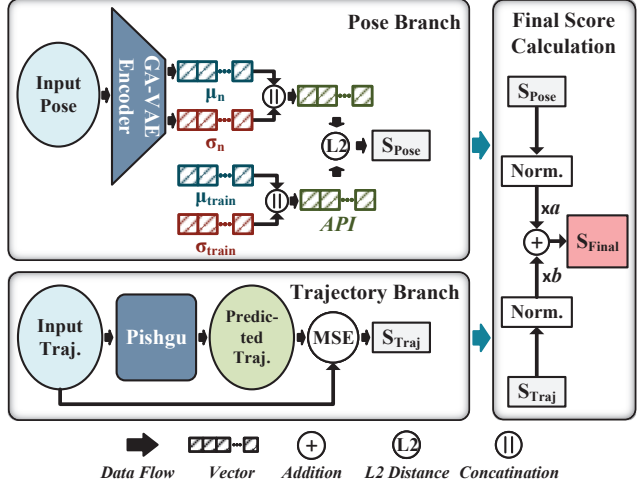 Pose Branch
Input
Pose
GA-VAE
Encoder
μn
σn
||
L2
SPose
μtrain
σtrain
||
API
Trajectory Branch
Input
Traj.
Pishgu
Predic-
ted
Traj.
MSE
STraj
Final Score
Calculation
SPose
Norm.
×a
+
SFinal
×b
Norm.
STraj
+
L2
||
Data Flow
Vector
Addition
L2 Distance
Concatination